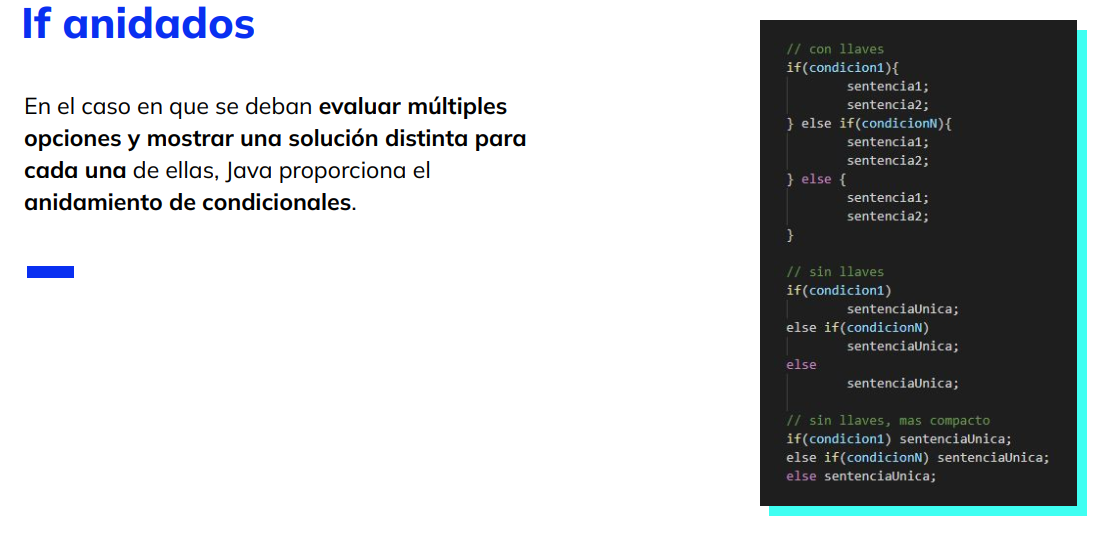 If anidados
En el caso en que se deban evaluar múltiples
opciones y mostrar una solución distinta para
cada una de ellas, Java proporciona el
anidamiento de condicionales.
// con llaves
if(condicion1){
        sentencia1;
        sentencia2;
} else if(condicionN){
        sentencia1;
        sentencia2;
} else {
        sentencia1;
        sentencia2;
}
// sin llaves
if(condicion1)
        sentenciaUnica;
else if(condicionN)
        sentenciaUnica;
else
        sentenciaUnica;
// sin llaves, mas compacto
if(condicion1) sentenciaUnica;
else if(condicionN) sentenciaUnica;
else sentenciaUnica;